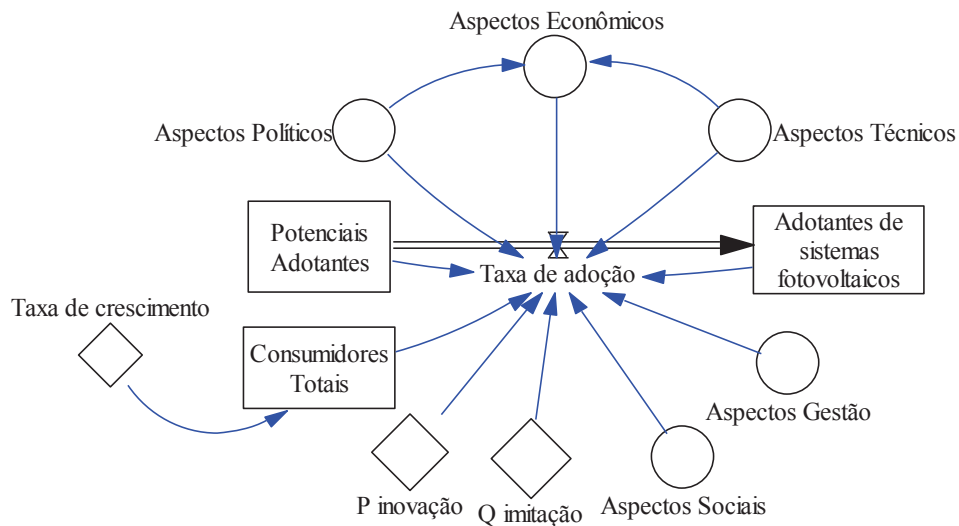 Aspectos Econômicos
Aspectos Políticos
Aspectos Técnicos
Potenciais
Adotantes
Adotantes de
sistemas
fotovoltaicos
Taxa de adoção
Taxa de crescimento
Consumidores
Totais
Aspectos Gestão
P inovação
Q imitação
Aspectos Sociais